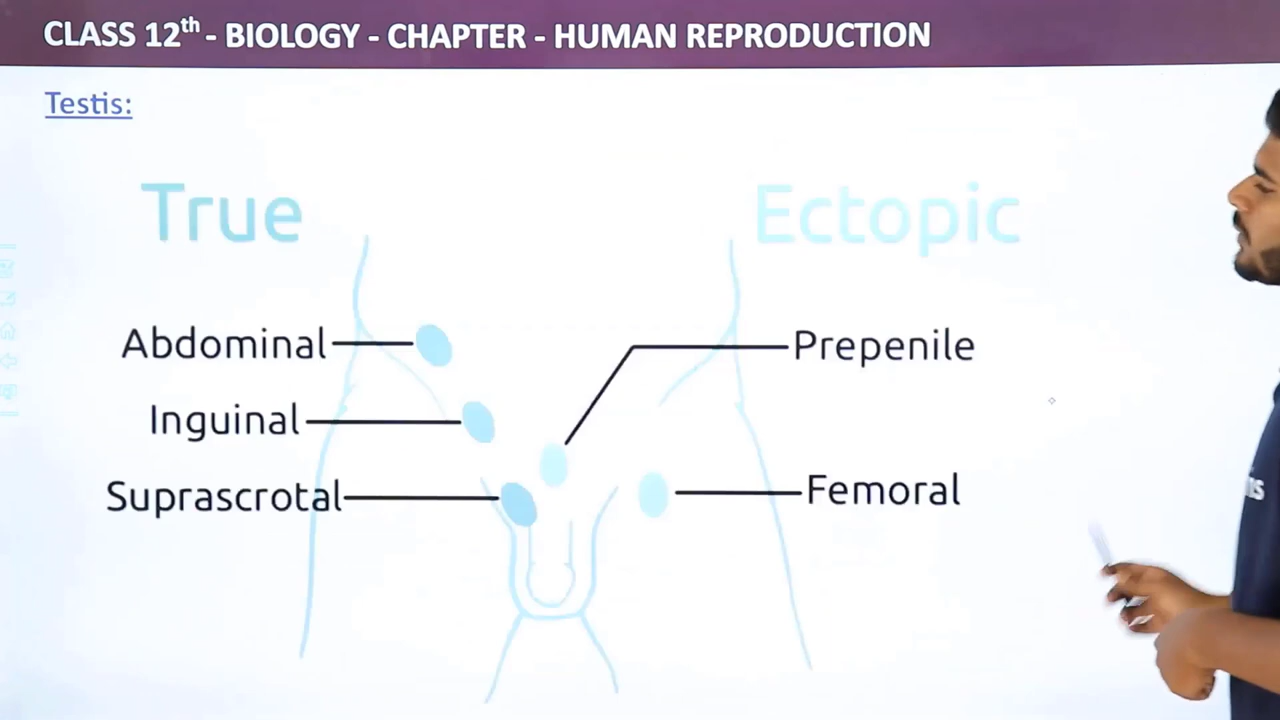 CLASS 12th - BIOLOGY - CHAPTER - HUMAN REPRODUCTION
Testis:
True
Ectopic
Abdominal
Prepenile
Inguinal
Suprascrotal
Femoral